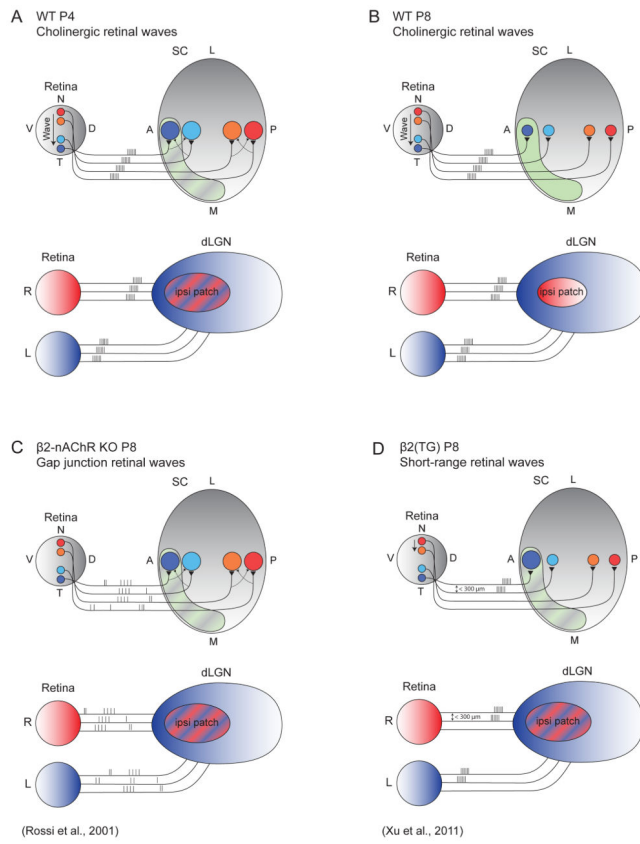 A WT P4
Cholinergic retinal waves
SC L
Retina
N
V Wave D
T
A P
M
dLGN
Retina
R ipsi patch
L
B WT P8
Cholinergic retinal waves
SC L
Retina
N
V Wave D
T
A P
M
dLGN
Retina
R ipsi patch
L
C β2-nAChR KO P8
Gap junction retinal waves
SC L
Retina
N
V D
T
A P
M
dLGN
Retina
R ipsi patch
L
(Rossi et al., 2001)
D β2(TG) P8
Short-range retinal waves
SC L
Retina
N
V D
T
A P
< 300 μm
M
dLGN
Retina
R < 300 μm ipsi patch
L
(Xu et al., 2011)